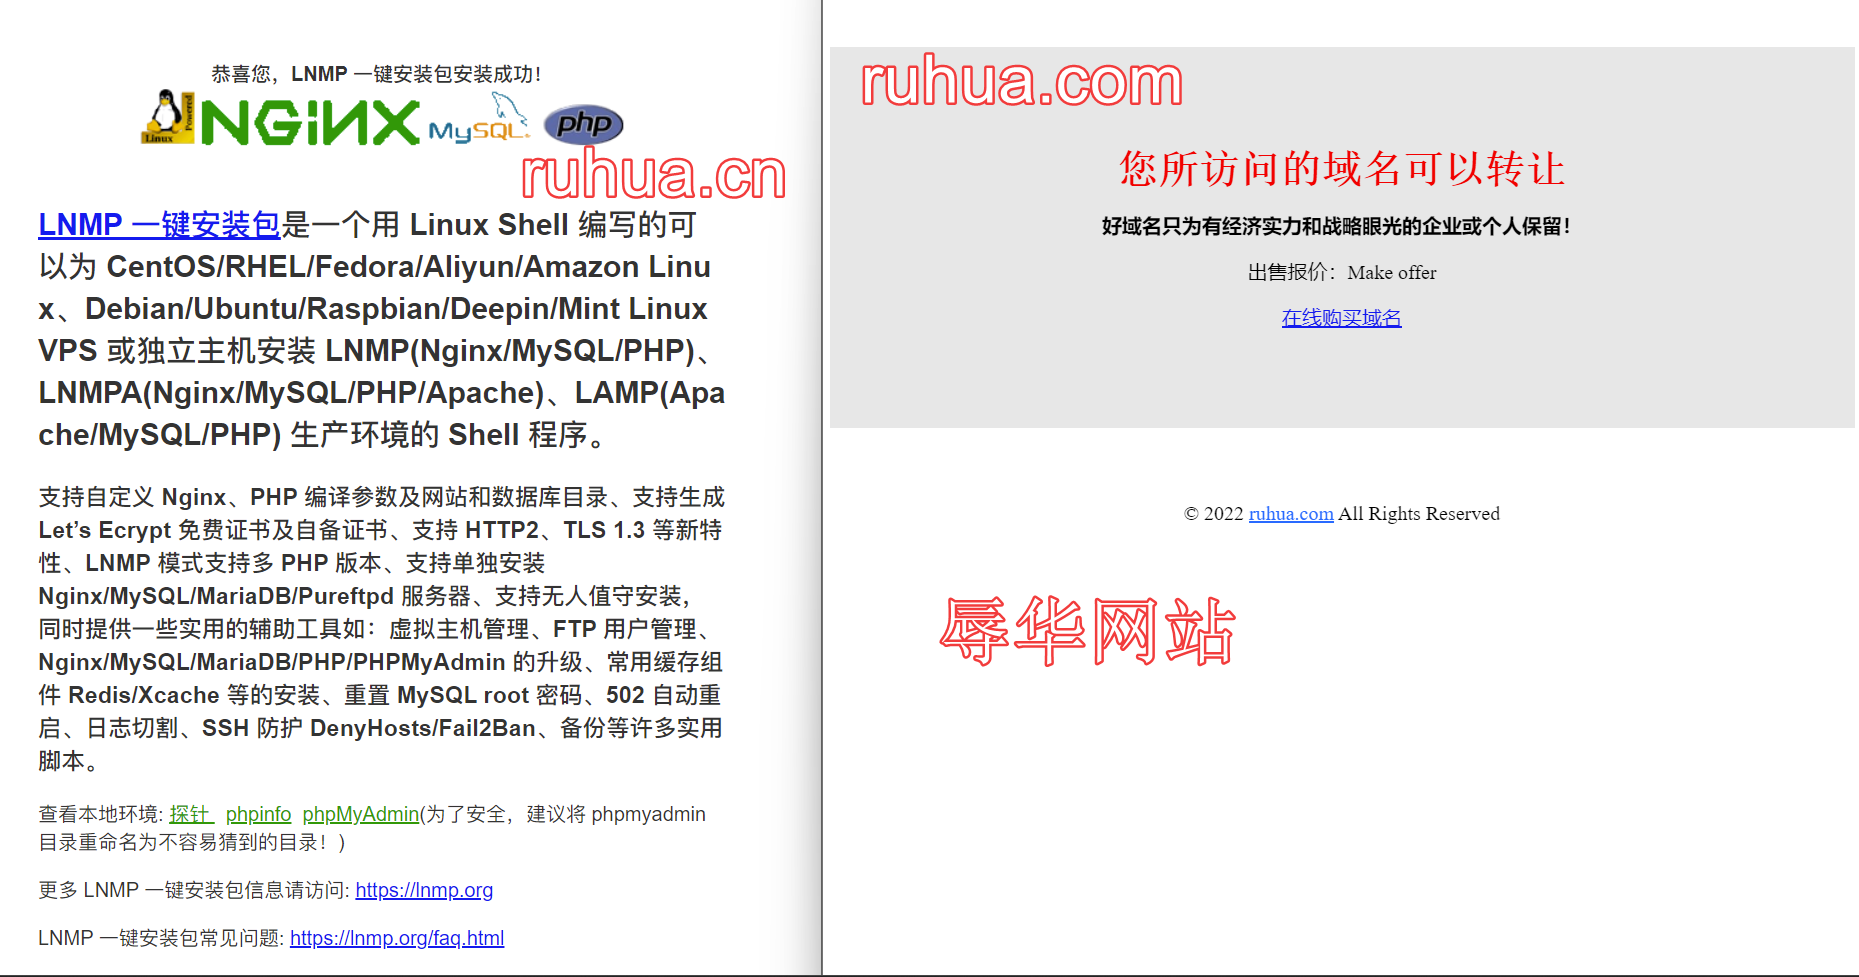 恭喜您，LNMP 一键安装包安装成功！
Linux
Powered
NGiNX
MySQL
php
ruhua.cn
LNMP 一键安装包是一个用 Linux Shell 编写的可
以为 CentOS/RHEL/Fedora/Aliyun/Amazon Linu
x、Debian/Ubuntu/Raspbian/Deepin/Mint Linux
VPS 或独立主机安装 LNMP(Nginx/MySQL/PHP)、
LNMPA(Nginx/MySQL/PHP/Apache)、LAMP(Apa
che/MySQL/PHP) 生产环境的 Shell 程序。
支持自定义 Nginx、PHP 编译参数及网站和数据库目录、支持生成
Let’s Ecrypt 免费证书及自备证书、支持 HTTP2、TLS 1.3 等新特
性、LNMP 模式支持多 PHP 版本、支持单独安装
Nginx/MySQL/MariaDB/Pureftpd 服务器、支持无人值守安装，
同时提供一些实用的辅助工具如：虚拟主机管理、FTP 用户管理、
Nginx/MySQL/MariaDB/PHP/PHPMyAdmin 的升级、常用缓存组
件 Redis/Xcache 等的安装、重置 MySQL root 密码、502 自动重
启、日志切割、SSH 防护 DenyHosts/Fail2Ban、备份等许多实用
脚本。
查看本地环境: 探针 phpinfo phpMyAdmin(为了安全，建议将 phpmyadmin
目录重命名为不容易猜到的目录！)
更多 LNMP 一键安装包信息请访问: https://lnmp.org
LNMP 一键安装包常见问题: https://lnmp.org/faq.html
ruhua.com
您所访问的域名可以转让
好域名只为有经济实力和战略眼光的企业或个人保留！
出售报价：Make offer
在线购买域名
© 2022 ruhua.com All Rights Reserved
辱华网站